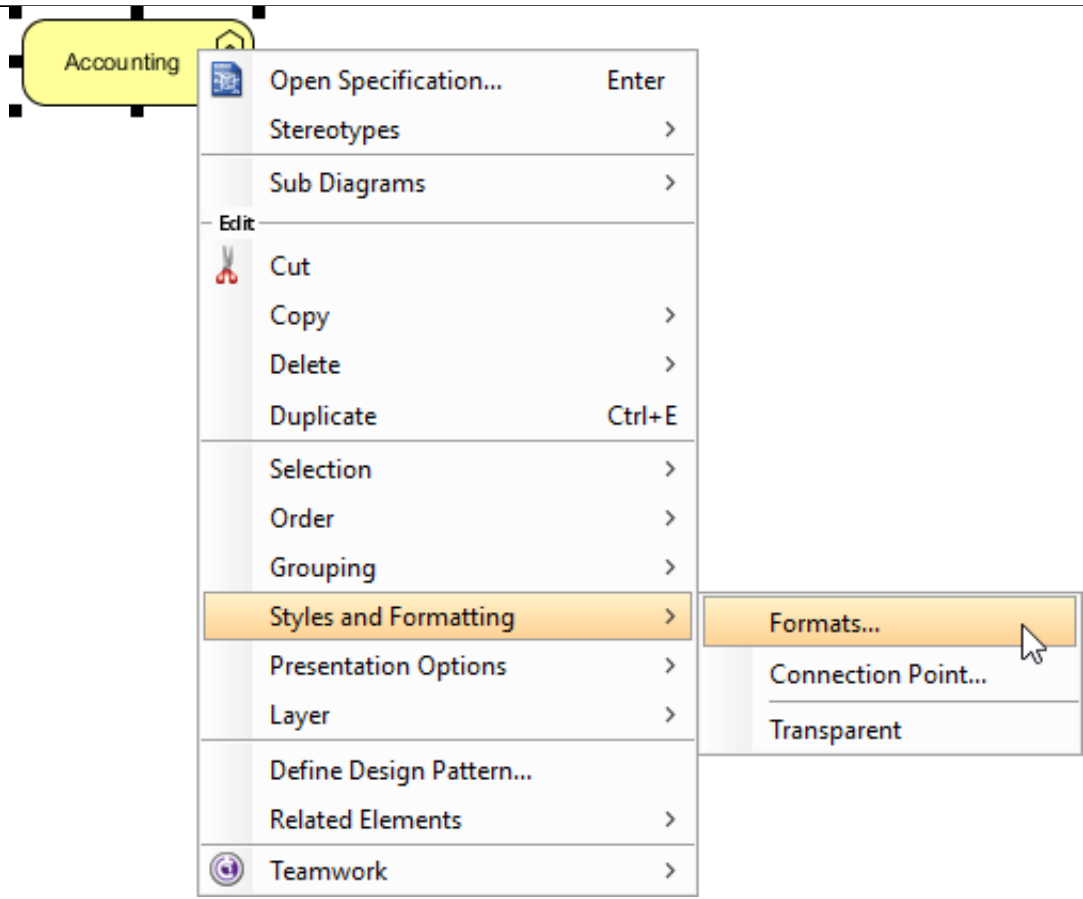 Accounting
Open Specification... Enter
Stereotypes
Sub Diagrams
Edit
Cut
Copy
Delete
Duplicate Ctrl+E
Selection
Order
Grouping
Styles and Formatting
Formats...
Presentation Options
Connection Point...
Layer
Transparent
Define Design Pattern...
Related Elements
Teamwork